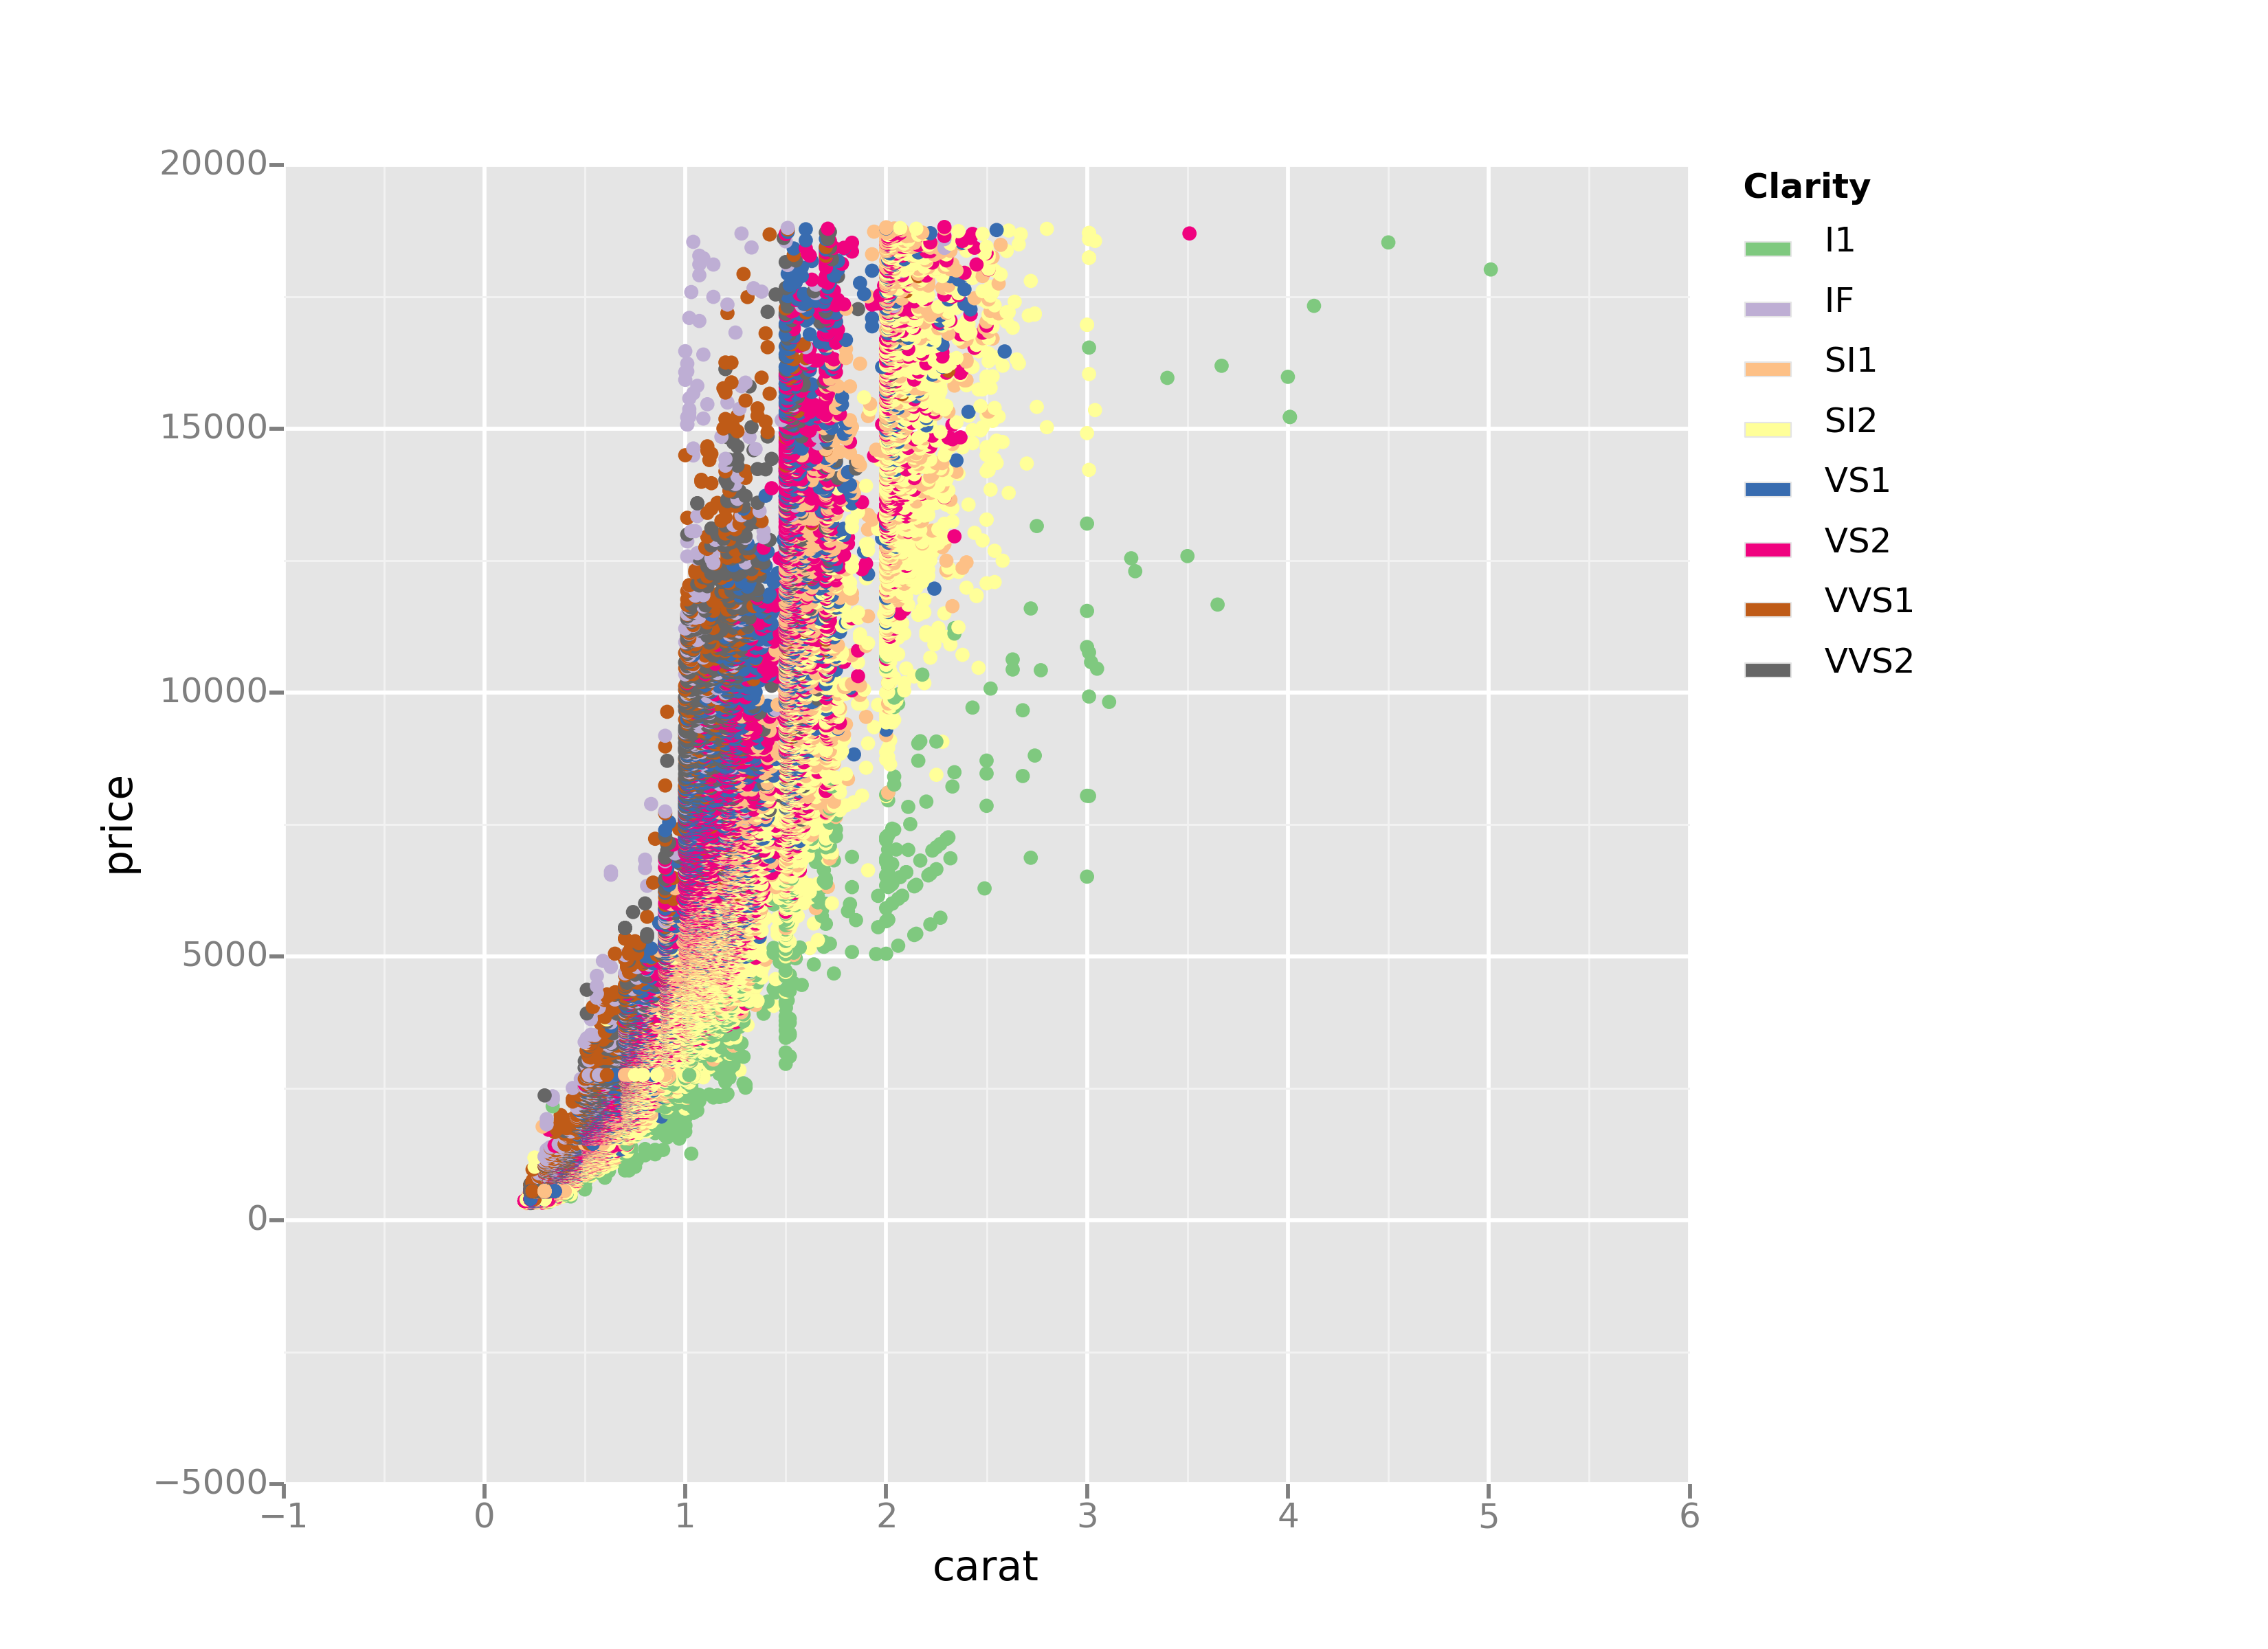 20000
15000
10000
5000
0
−5000
−1
0
1
2
3
4
5
6
price
carat
Clarity
I1
IF
SI1
SI2
VS1
VS2
VVS1
VVS2